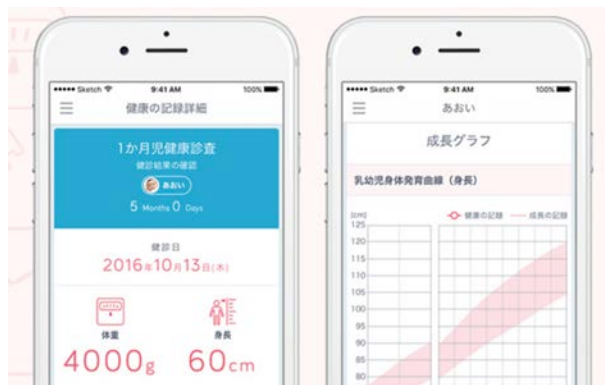 Sketch 9:41 AM 100%
健康の記録詳細
1か月児健康診査
健診結果の確認
あおい
5 Months 0 Days
健診日
2016年10月13日(木)
体重
4000g
身長
60cm
Sketch 9:41 AM 100%
あおい
成長グラフ
乳幼児身体発育曲線（身長）
[cm]
健康の記録
成長の記録
125
120
115
110
105
100
95
90
85
80